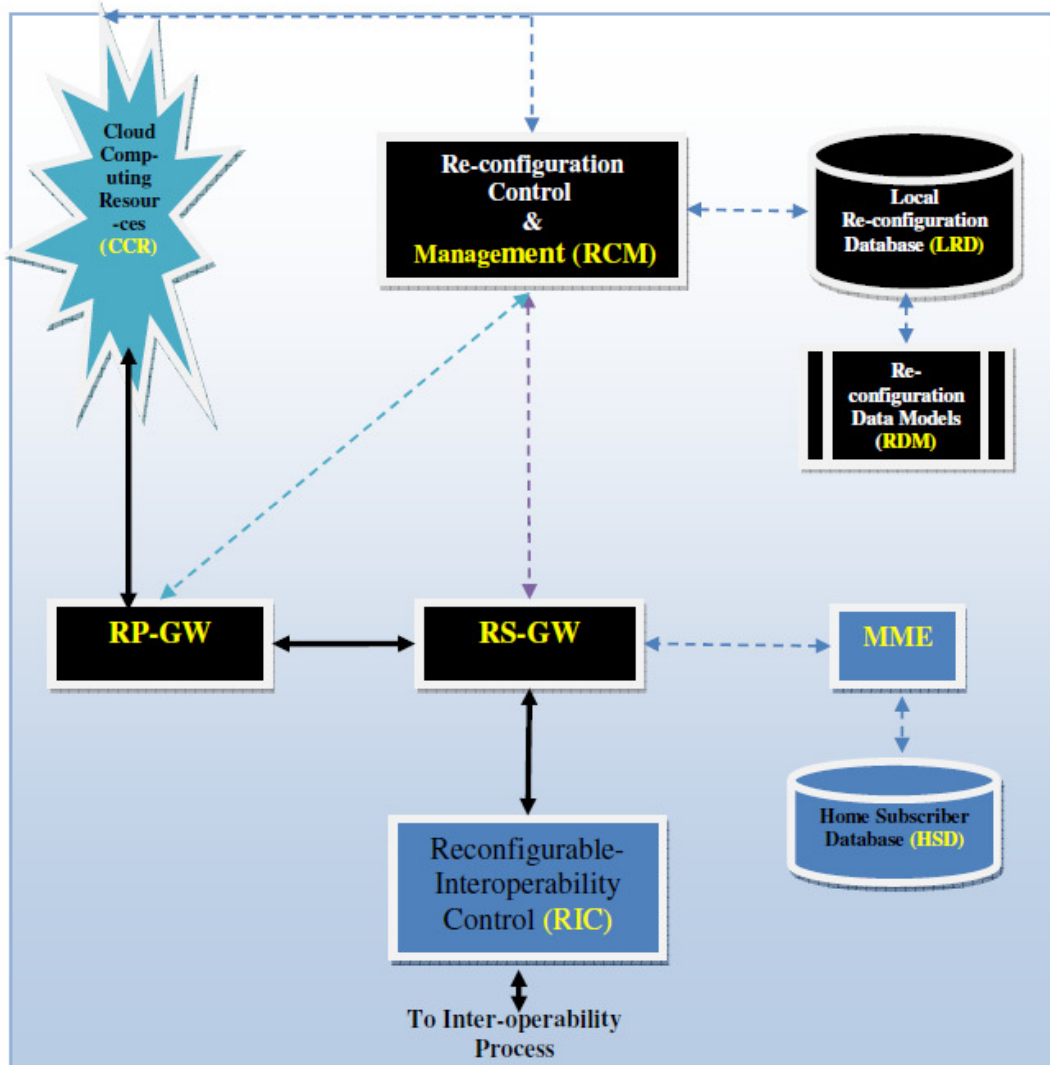 Cloud
Comp-
uting
Resour
-ces
(CCR)
Re-configuration
Control
&
Management (RCM)
Local
Re-configuration
Database (LRD)
Re-
configuration
Data Models
(RDM)
RP-GW
RS-GW
MME
Home Subscriber
Database (HSD)
Reconfigurable-
Interoperability
Control (RIC)
To Inter-operability
Process